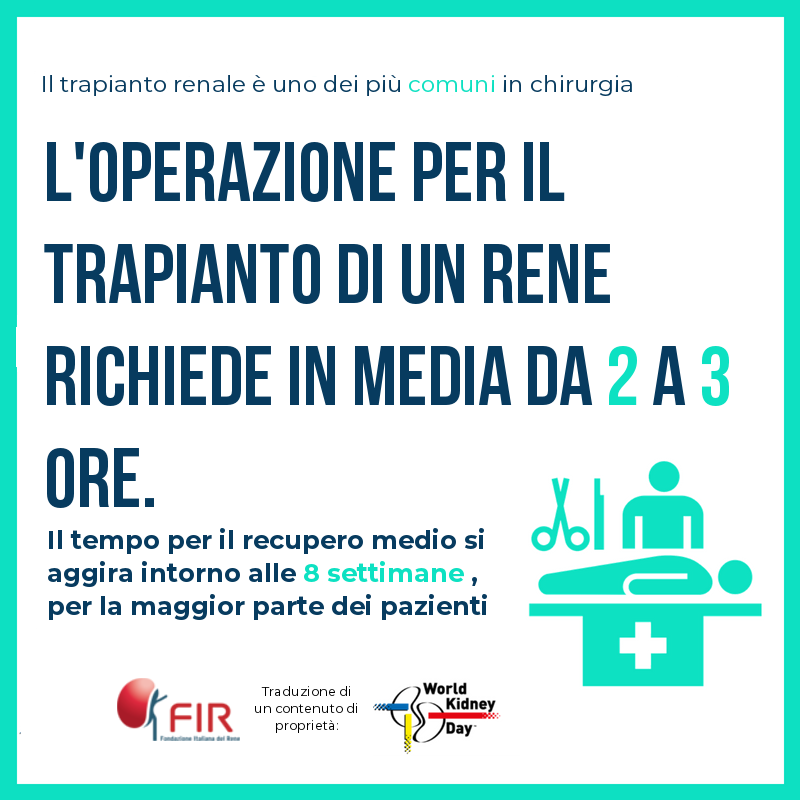 Il trapianto renale è uno dei più comuni in chirurgia
L'OPERAZIONE PER IL
TRAPIANTO DI UN RENE
RICHIEDE IN MEDIA DA 2 A 3
ORE.
Il tempo per il recupero medio si
aggira intorno alle 8 settimane ,
per la maggior parte dei pazienti
FIR
Fondazione Italiana del Rene
Traduzione di
un contenuto di
proprietà:
World
Kidney
Day